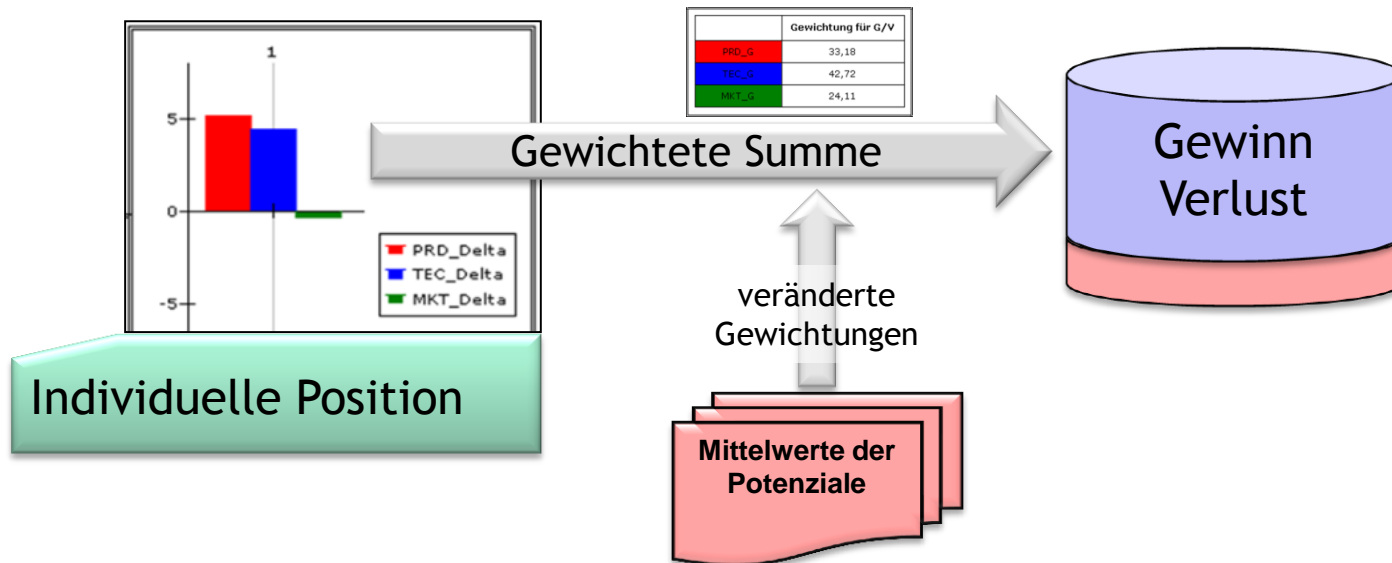 1
5
0
-5
PRD_Delta
TEC_Delta
MKT_Delta
Individuelle Position
Gewichtung für G/V
PRD_G 33,18
TEC_G 42,72
MKT_G 24,11
Gewichtete Summe
veränderte
Gewichtungen
Mittelwerte der
Potenziale
Gewinn
Verlust